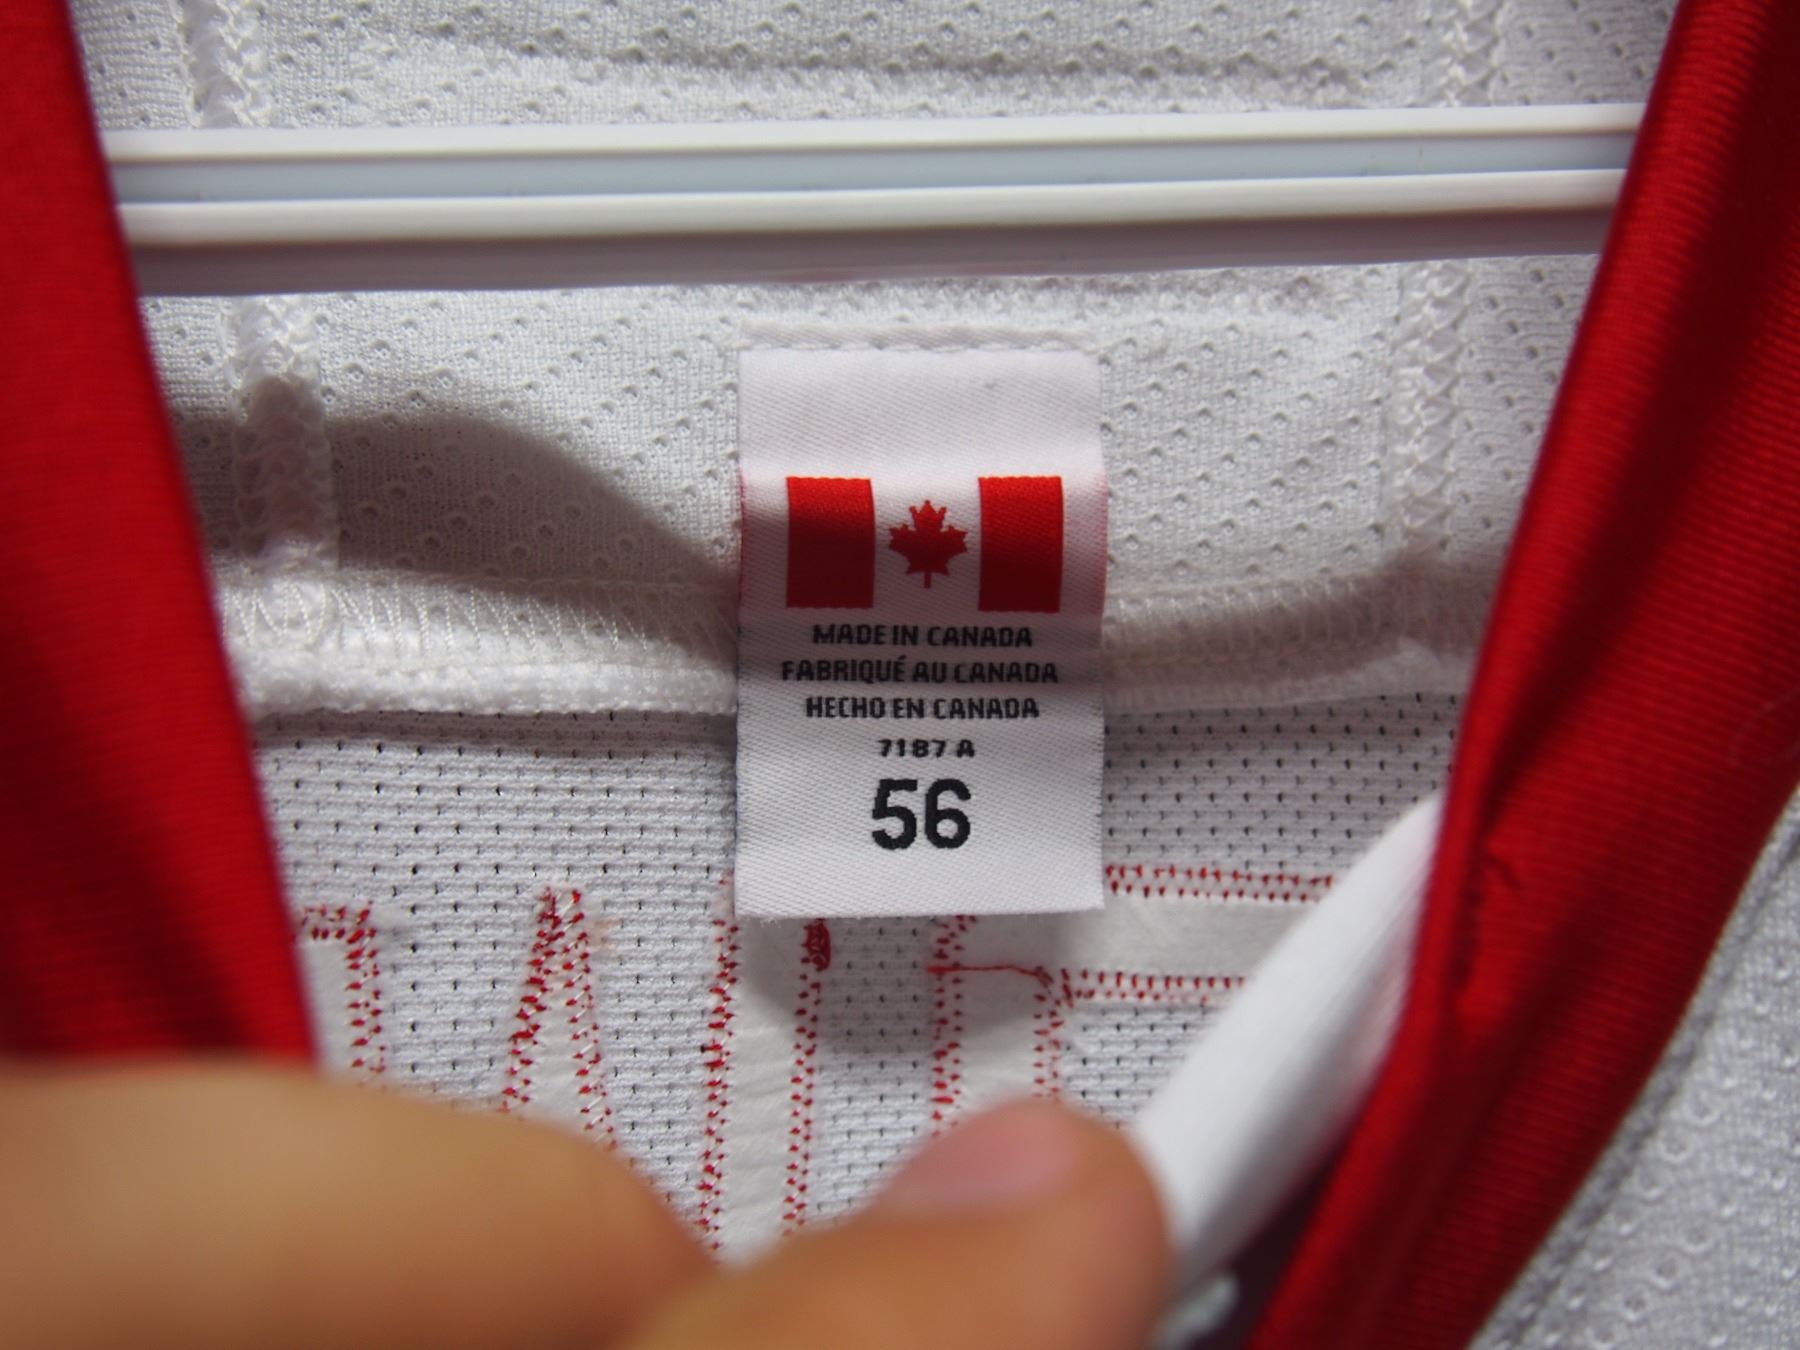 MADE IN CANADA
FABRIQUÉ AU CANADA
HECHO EN CANADA
7187 A
56